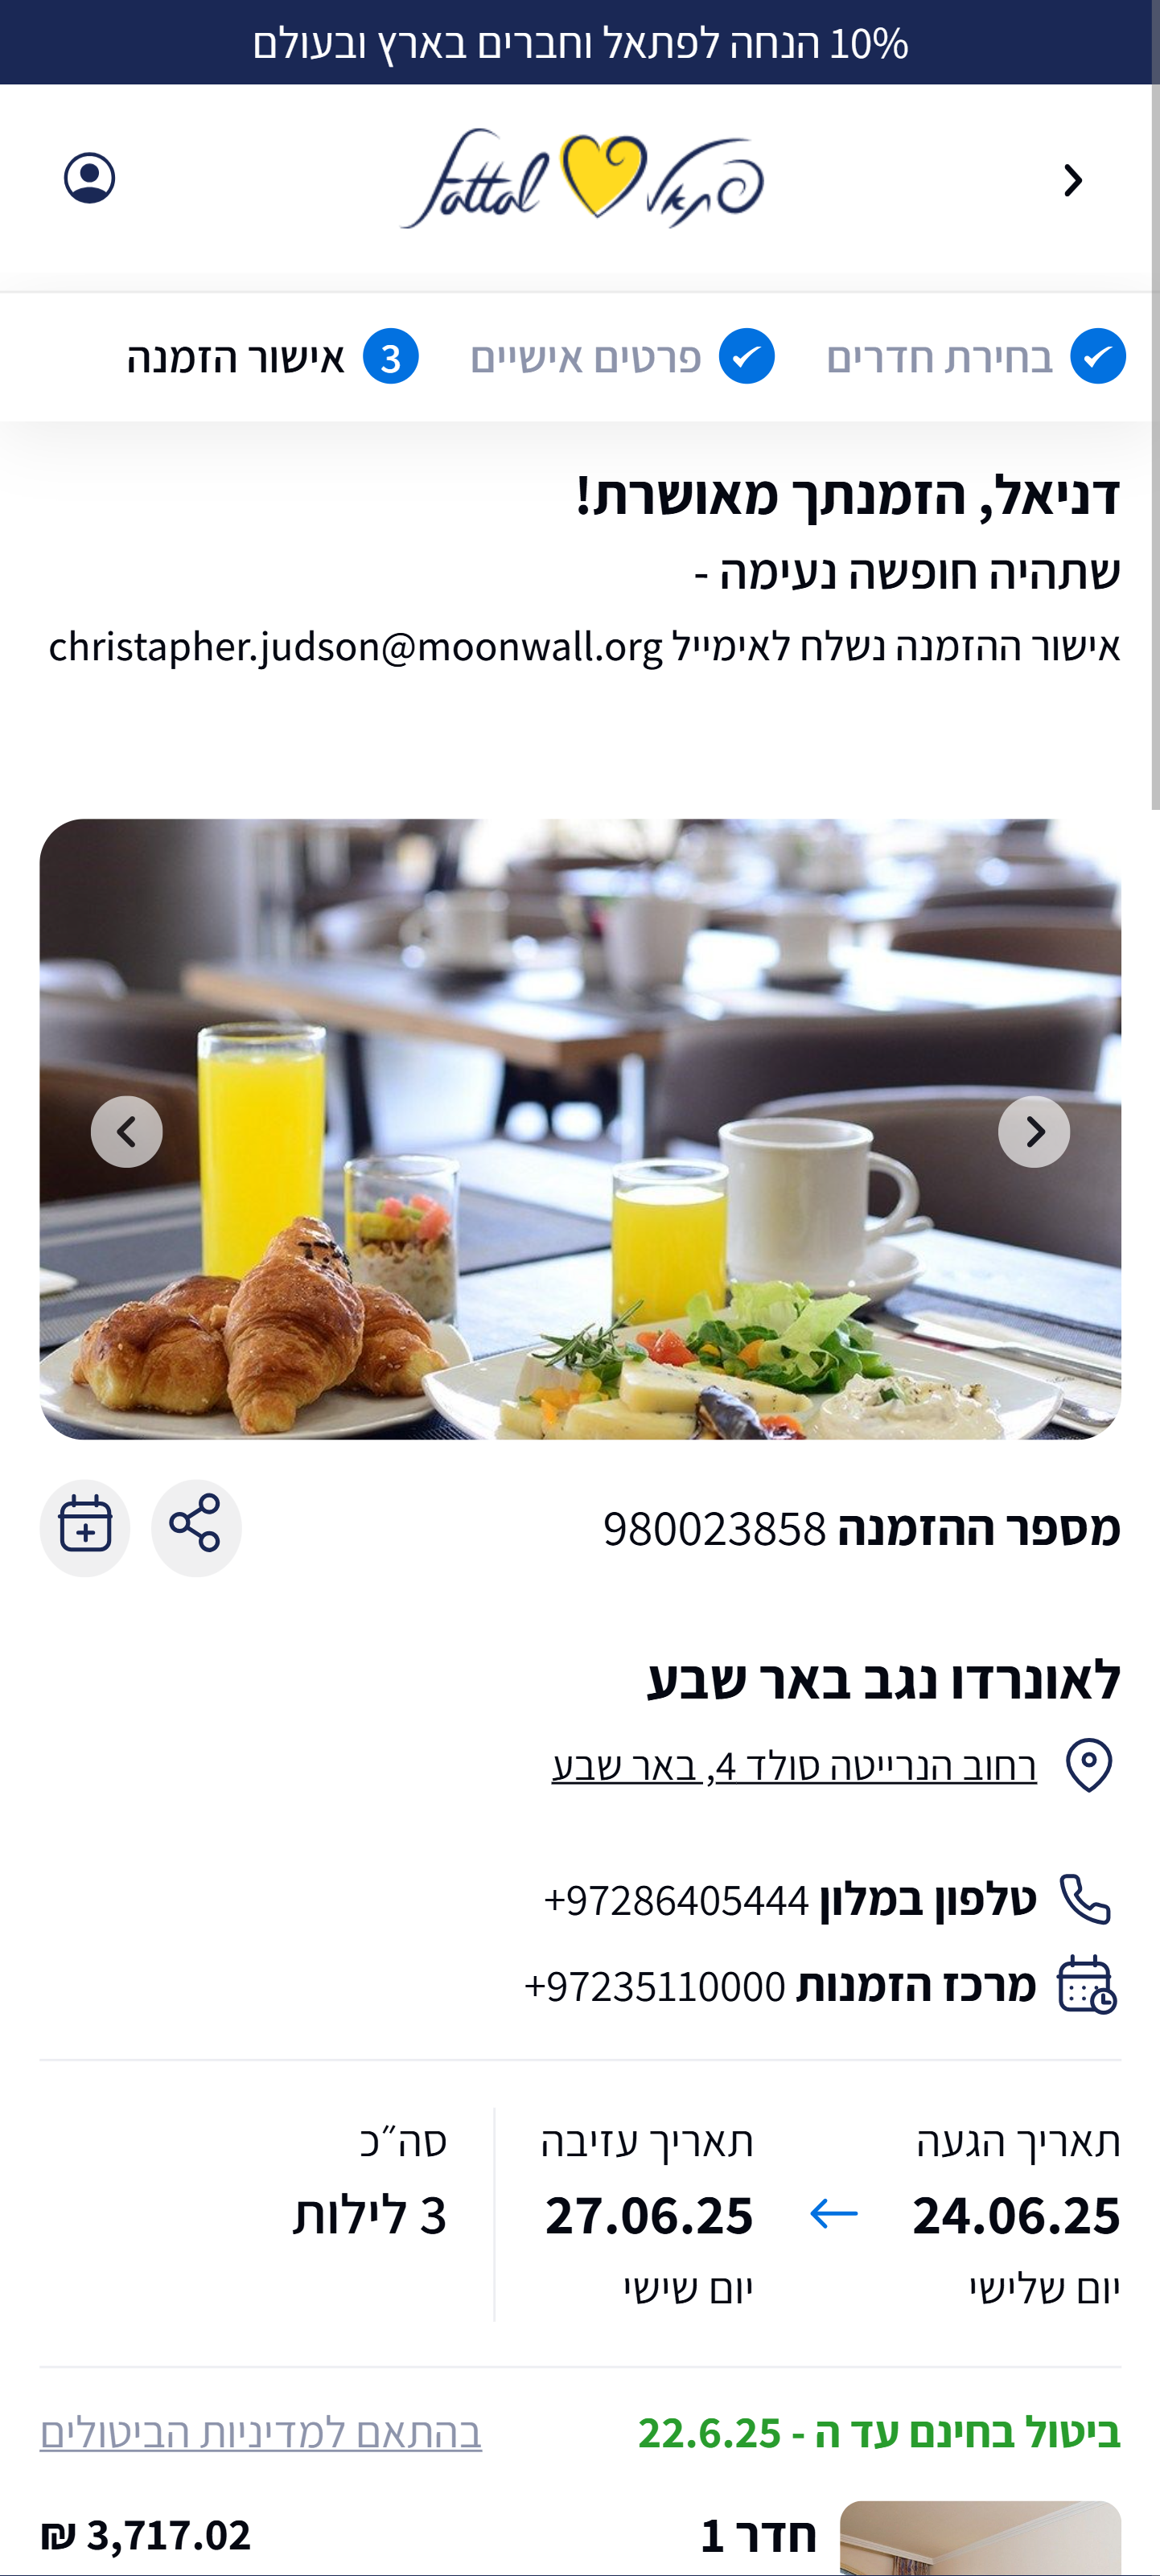 10% הנחה לפתאל וחברים בארץ ובעולם
fattal פתאל
בחירת חדרים
פרטים אישיים
3 אישור הזמנה
דניאל, הזמנתך מאושרת!
שתהיה חופשה נעימה -
אישור ההזמנה נשלח לאימייל christapher.judson@moonwall.org
מספר ההזמנה 980023858
לאונרדו נגב באר שבע
רחוב הנרייטה סולד 4, באר שבע
טלפון במלון +97286405444
מרכז הזמנות +97235110000
תאריך הגעה
24.06.25
יום שלישי
תאריך עזיבה
27.06.25
יום שישי
סה״כ
3 לילות
ביטול בחינם עד ה - 22.6.25
בהתאם למדיניות הביטולים
חדר 1
3,717.02 ₪